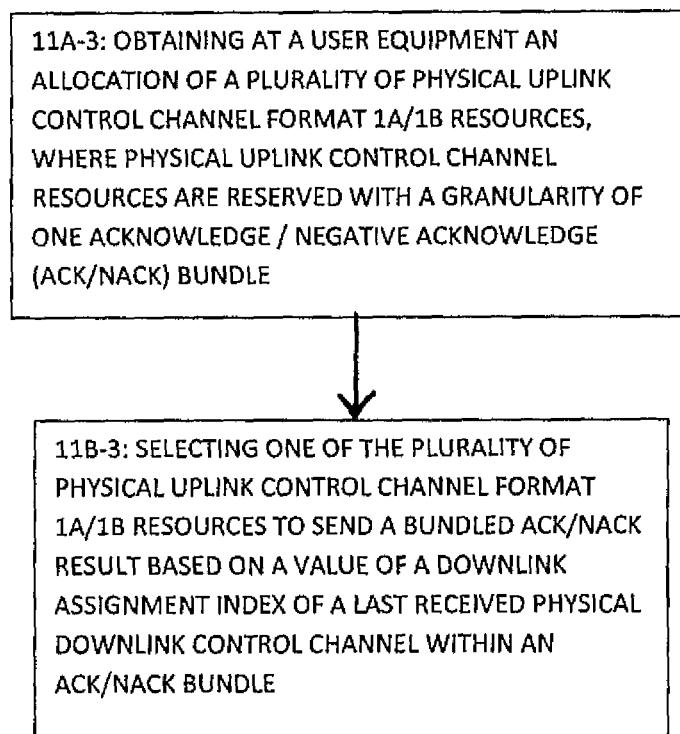 11A-3: OBTAINING AT A USER EQUIPMENT AN
ALLOCATION OF A PLURALITY OF PHYSICAL UPLINK
CONTROL CHANNEL FORMAT 1A/1B RESOURCES,
WHERE PHYSICAL UPLINK CONTROL CHANNEL
RESOURCES ARE RESERVED WITH A GRANULARITY OF
ONE ACKNOWLEDGE / NEGATIVE ACKNOWLEDGE
(ACK/NACK) BUNDLE
11B-3: SELECTING ONE OF THE PLURALITY OF
PHYSICAL UPLINK CONTROL CHANNEL FORMAT
1A/1B RESOURCES TO SEND A BUNDLED ACK/NACK
RESULT BASED ON A VALUE OF A DOWNLINK
ASSIGNMENT INDEX OF A LAST RECEIVED PHYSICAL
DOWNLINK CONTROL CHANNEL WITHIN AN
ACK/NACK BUNDLE